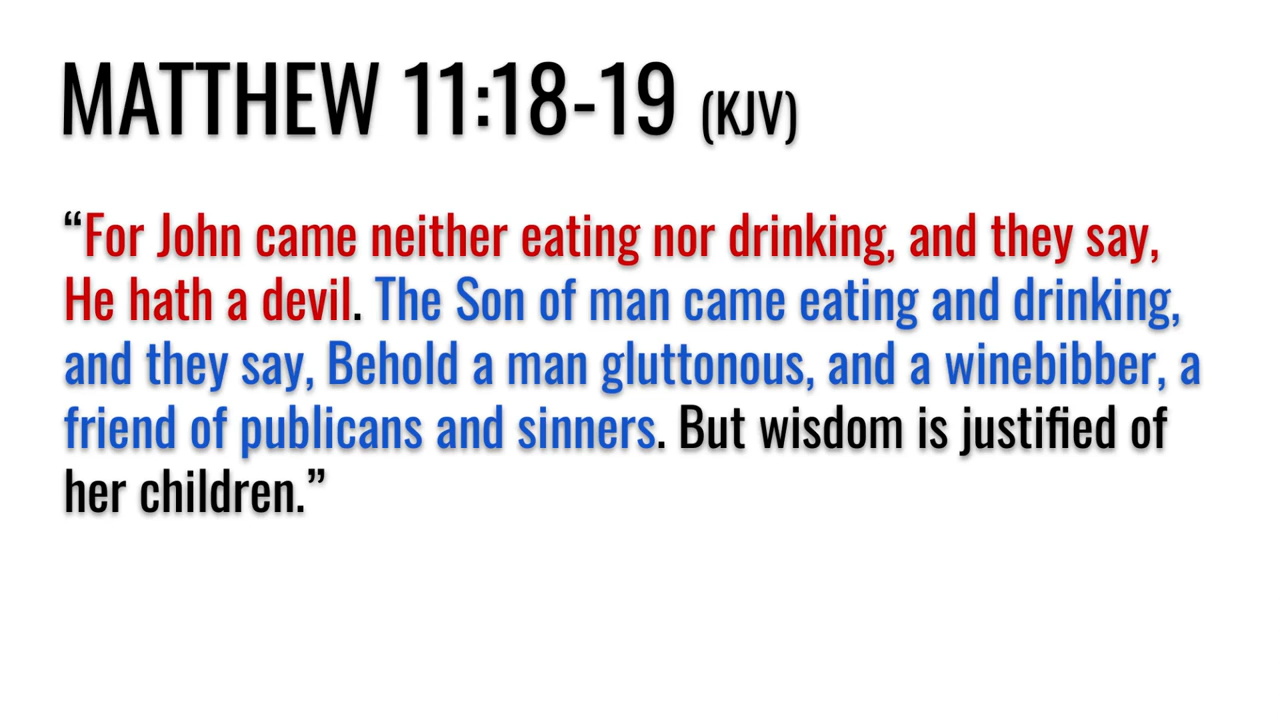 MATTHEW 11:18-19 (KJV)
“For John came neither eating nor drinking, and they say,
He hath a devil. The Son of man came eating and drinking,
and they say, Behold a man gluttonous, and a winebibber, a
friend of publicans and sinners. But wisdom is justified of
her children.”